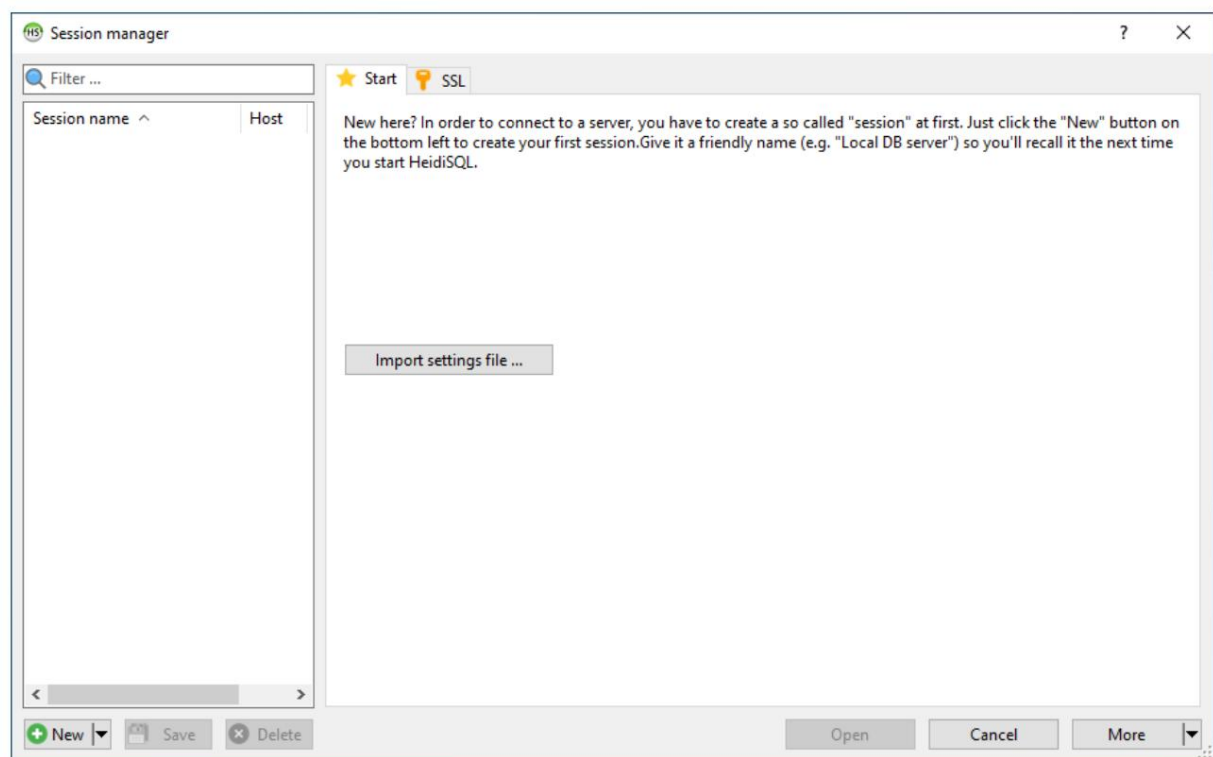 HS Session manager ?
Filter ...
Start SSL
Session name Host
New here? In order to connect to a server, you have to create a so called "session" at first. Just click the "New" button on
the bottom left to create your first session.Give it a friendly name (e.g. "Local DB server") so you'll recall it the next time
you start HeidiSQL.
Import settings file ...
New Save Delete Open Cancel More